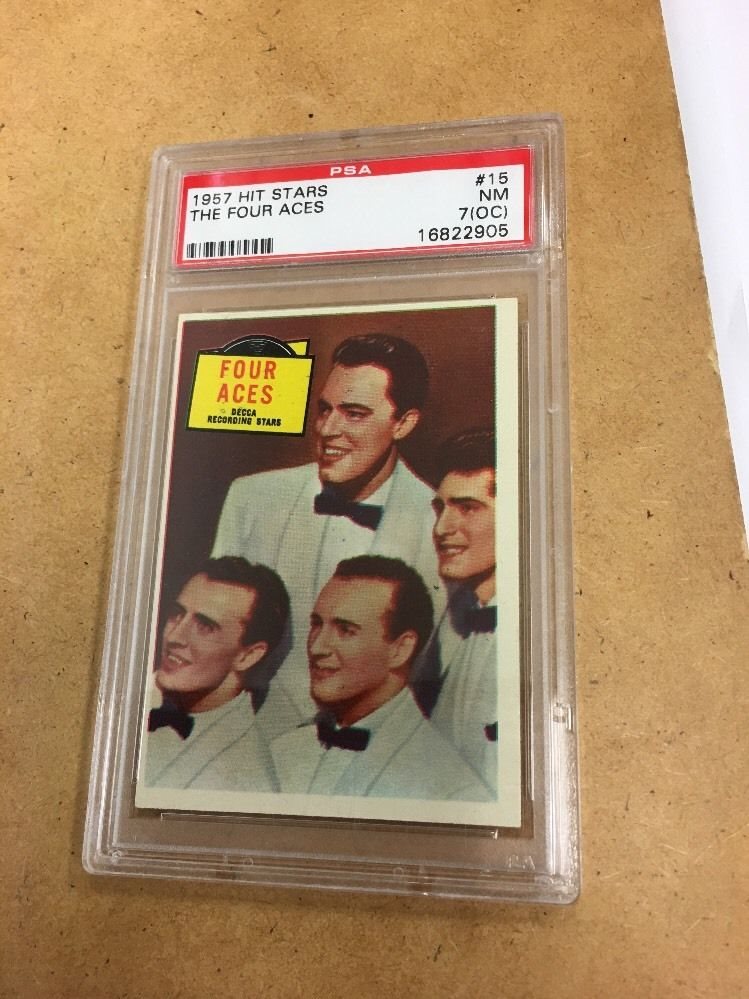 PSA
1957 HIT STARS
THE FOUR ACES
#15
NM
7(OC)
16822905
FOUR
ACES
DECCA
RECORDING STARS